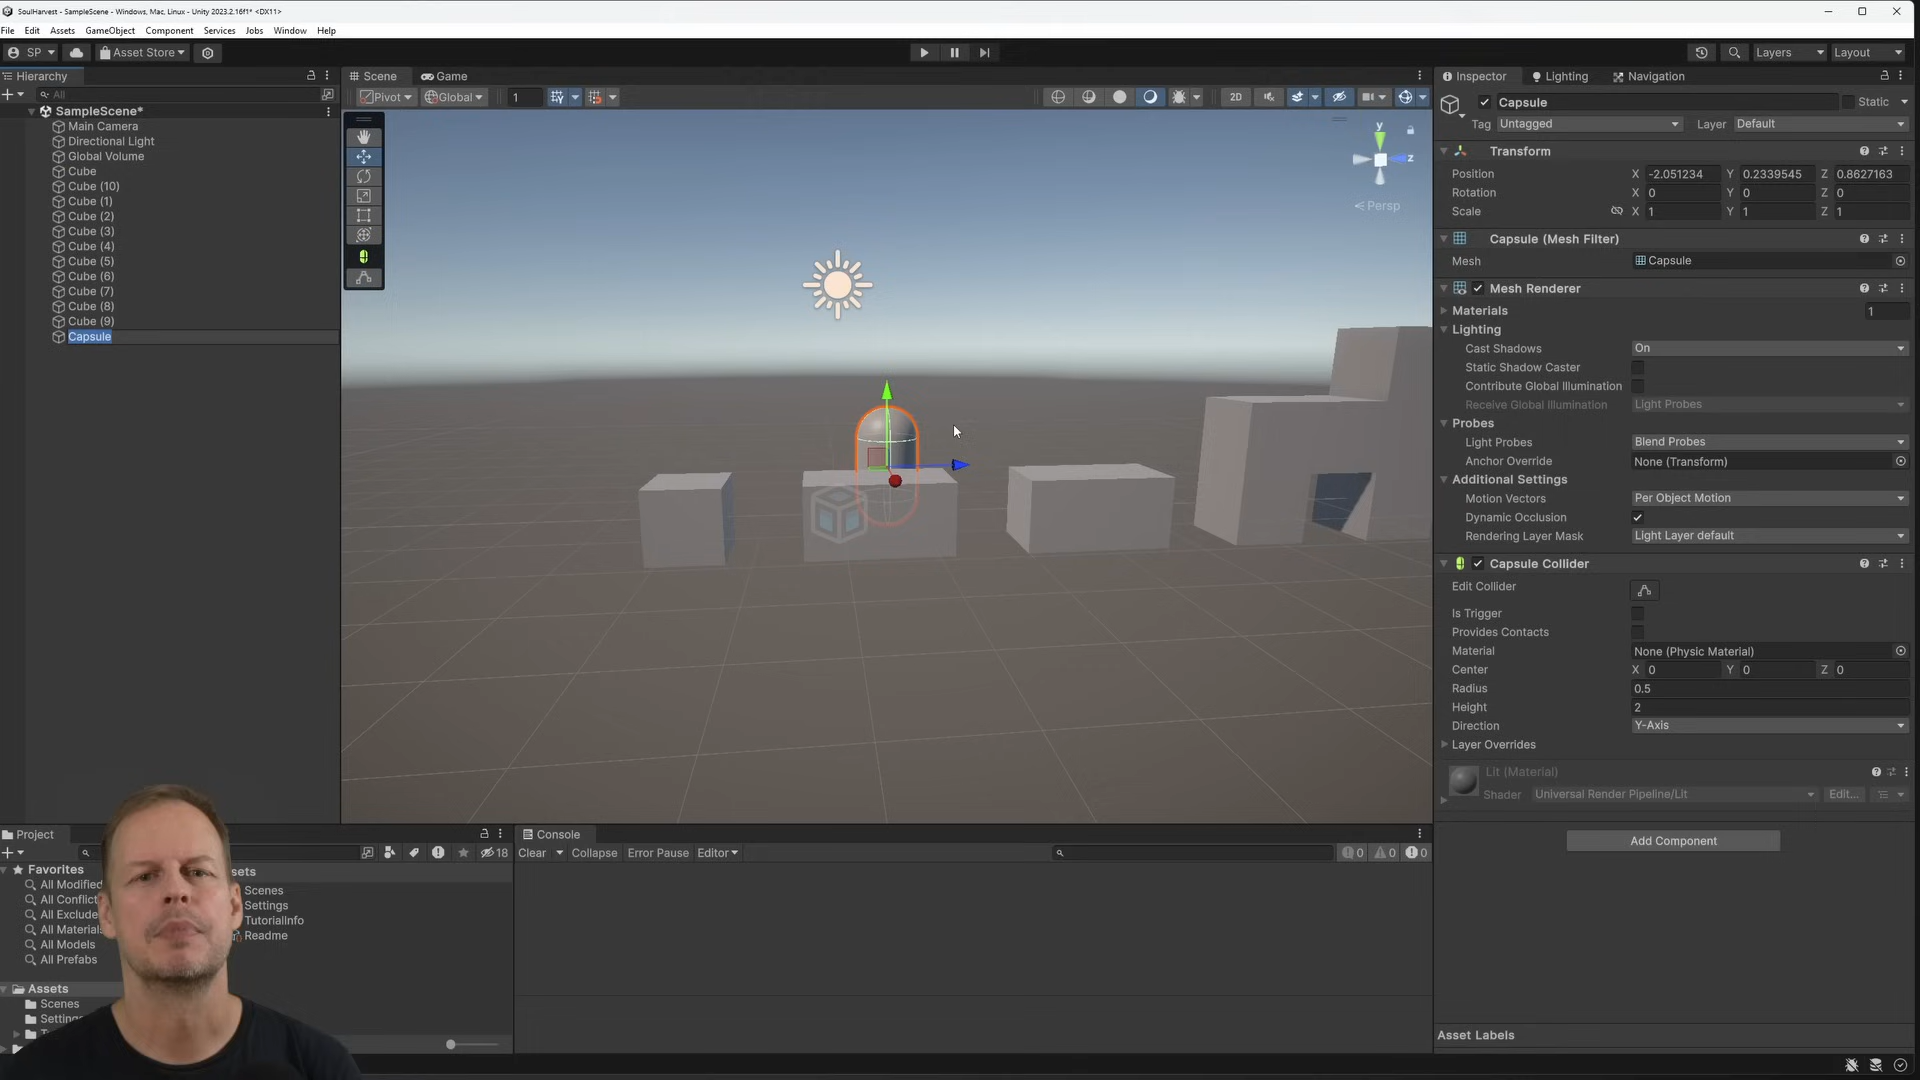 SoulHarvest - SampleScene - Windows, Mac, Linux - Unity 2023.2.16f1* <DX11>
File Edit Assets GameObject Component Services Jobs Window Help
SP Asset Store Layers Layout
Hierarchy
All
SampleScene*
Main Camera
Directional Light
Global Volume
Cube
Cube (10)
Cube (1)
Cube (2)
Cube (3)
Cube (4)
Cube (5)
Cube (6)
Cube (7)
Cube (8)
Cube (9)
Capsule
Scene Game
Pivot Global 1 2D
y
z
Persp
Inspector Lighting Navigation
Capsule Static
Tag Untagged Layer Default
Transform
Position X -2.051234 Y 0.2339545 Z 0.8627163
Rotation X 0 Y 0 Z 0
Scale X 1 Y 1 Z 1
Capsule (Mesh Filter)
Mesh Capsule
Mesh Renderer
Materials 1
Lighting
Cast Shadows On
Static Shadow Caster
Contribute Global Illumination
Receive Global Illumination Light Probes
Probes
Light Probes Blend Probes
Anchor Override None (Transform)
Additional Settings
Motion Vectors Per Object Motion
Dynamic Occlusion
Rendering Layer Mask Light Layer default
Capsule Collider
Edit Collider
Is Trigger
Provides Contacts
Material None (Physic Material)
Center X 0 Y 0 Z 0
Radius 0.5
Height 2
Direction Y-Axis
Layer Overrides
Lit (Material)
Shader Universal Render Pipeline/Lit Edit...
Add Component
Asset Labels
Project
18
Favorites
All Modified
All Conflict
All Exclude
All Materials
All Models
All Prefabs
Assets
Scenes
Setting
sets
Scenes
Settings
TutorialInfo
Readme
Console
Clear Collapse Error Pause Editor 0 0 0